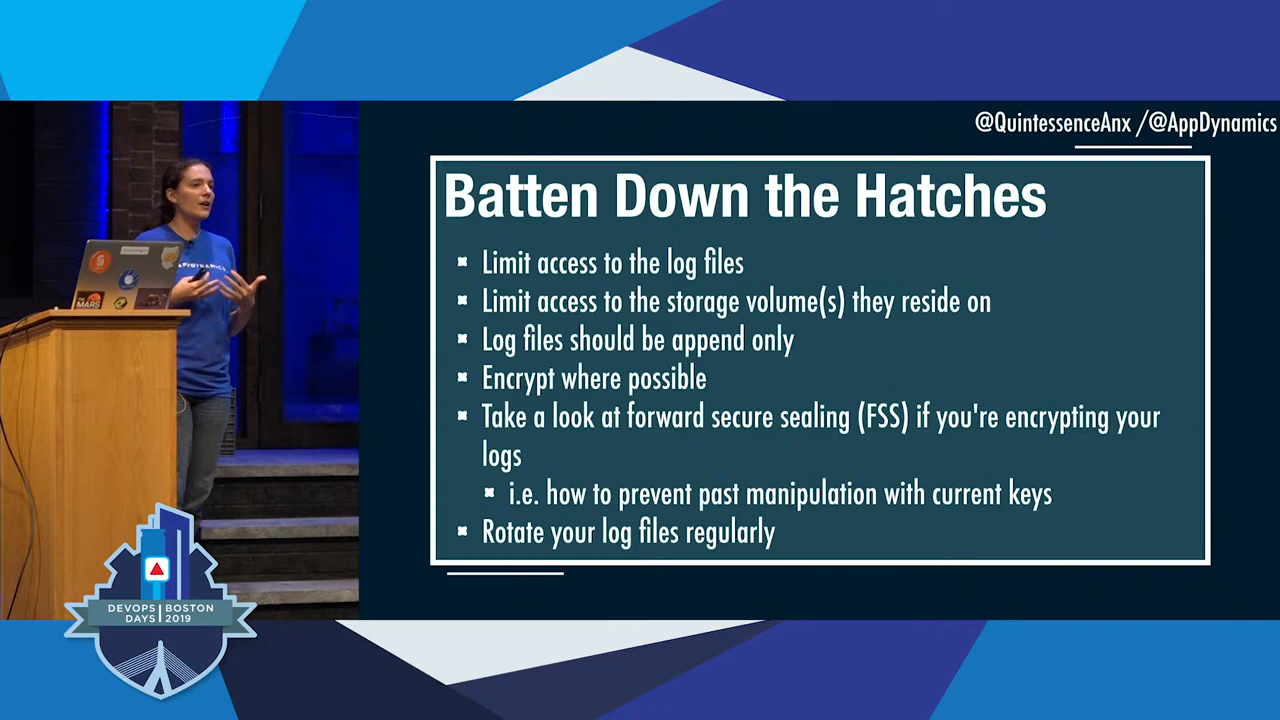 @QuintessenceAnx /@AppDynamics
Batten Down the Hatches
Limit access to the log files
Limit access to the storage volume(s) they reside on
Log files should be append only
Encrypt where possible
Take a look at forward secure sealing (FSS) if you're encrypting your
logs
i.e. how to prevent past manipulation with current keys
Rotate your log files regularly
APPDYNAMICS
MARS
DEVOPS BOSTON
DAYS 2019